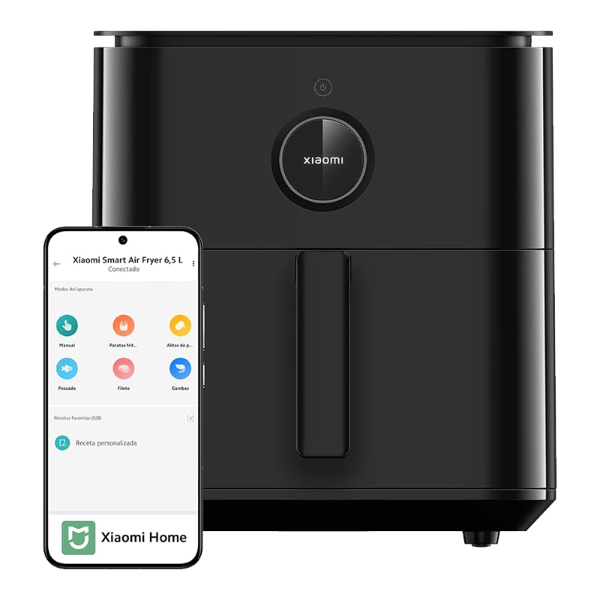 xiaomi
Xiaomi Smart Air Fryer 6,5 L
Conectado
Modos del aparato
Manual
Patatas frit...
Alitas de p...
Pescado
Filete
Gambas
Recetas favoritas (0/8)
Receta personalizada
Xiaomi Home